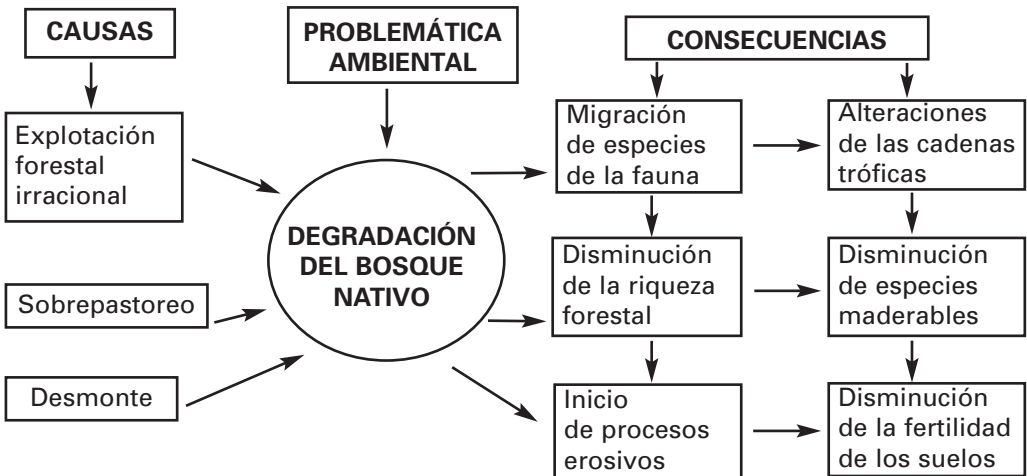 CAUSAS
PROBLEMÁTICA
AMBIENTAL
CONSECUENCIAS
Explotación
forestal
irracional
Sobrepastoreo
Desmonte
DEGRADACIÓN
DEL BOSQUE
NATIVO
Migración
de especies
de la fauna
Alteraciones
de las cadenas
tróficas
Disminución
de la riqueza
forestal
Disminución
de especies
maderables
Inicio
de procesos
erosivos
Disminución
de la fertilidad
de los suelos